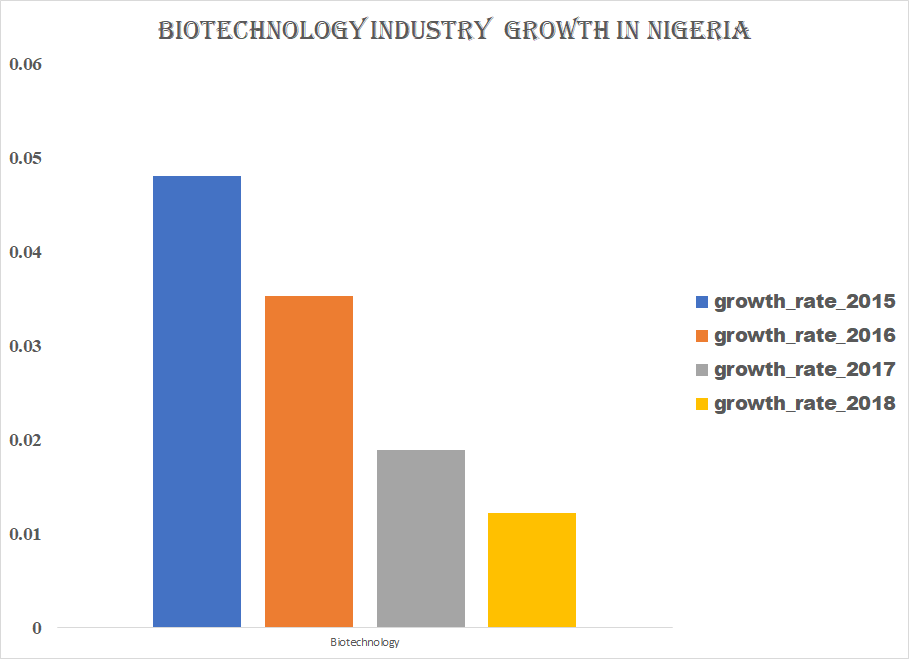 BIOTECHNOLOGY INDUSTRY GROWTH IN NIGERIA
0.06
0.05
0.04
0.03
0.02
0.01
0
Biotechnology
growth_rate_2015
growth_rate_2016
growth_rate_2017
growth_rate_2018